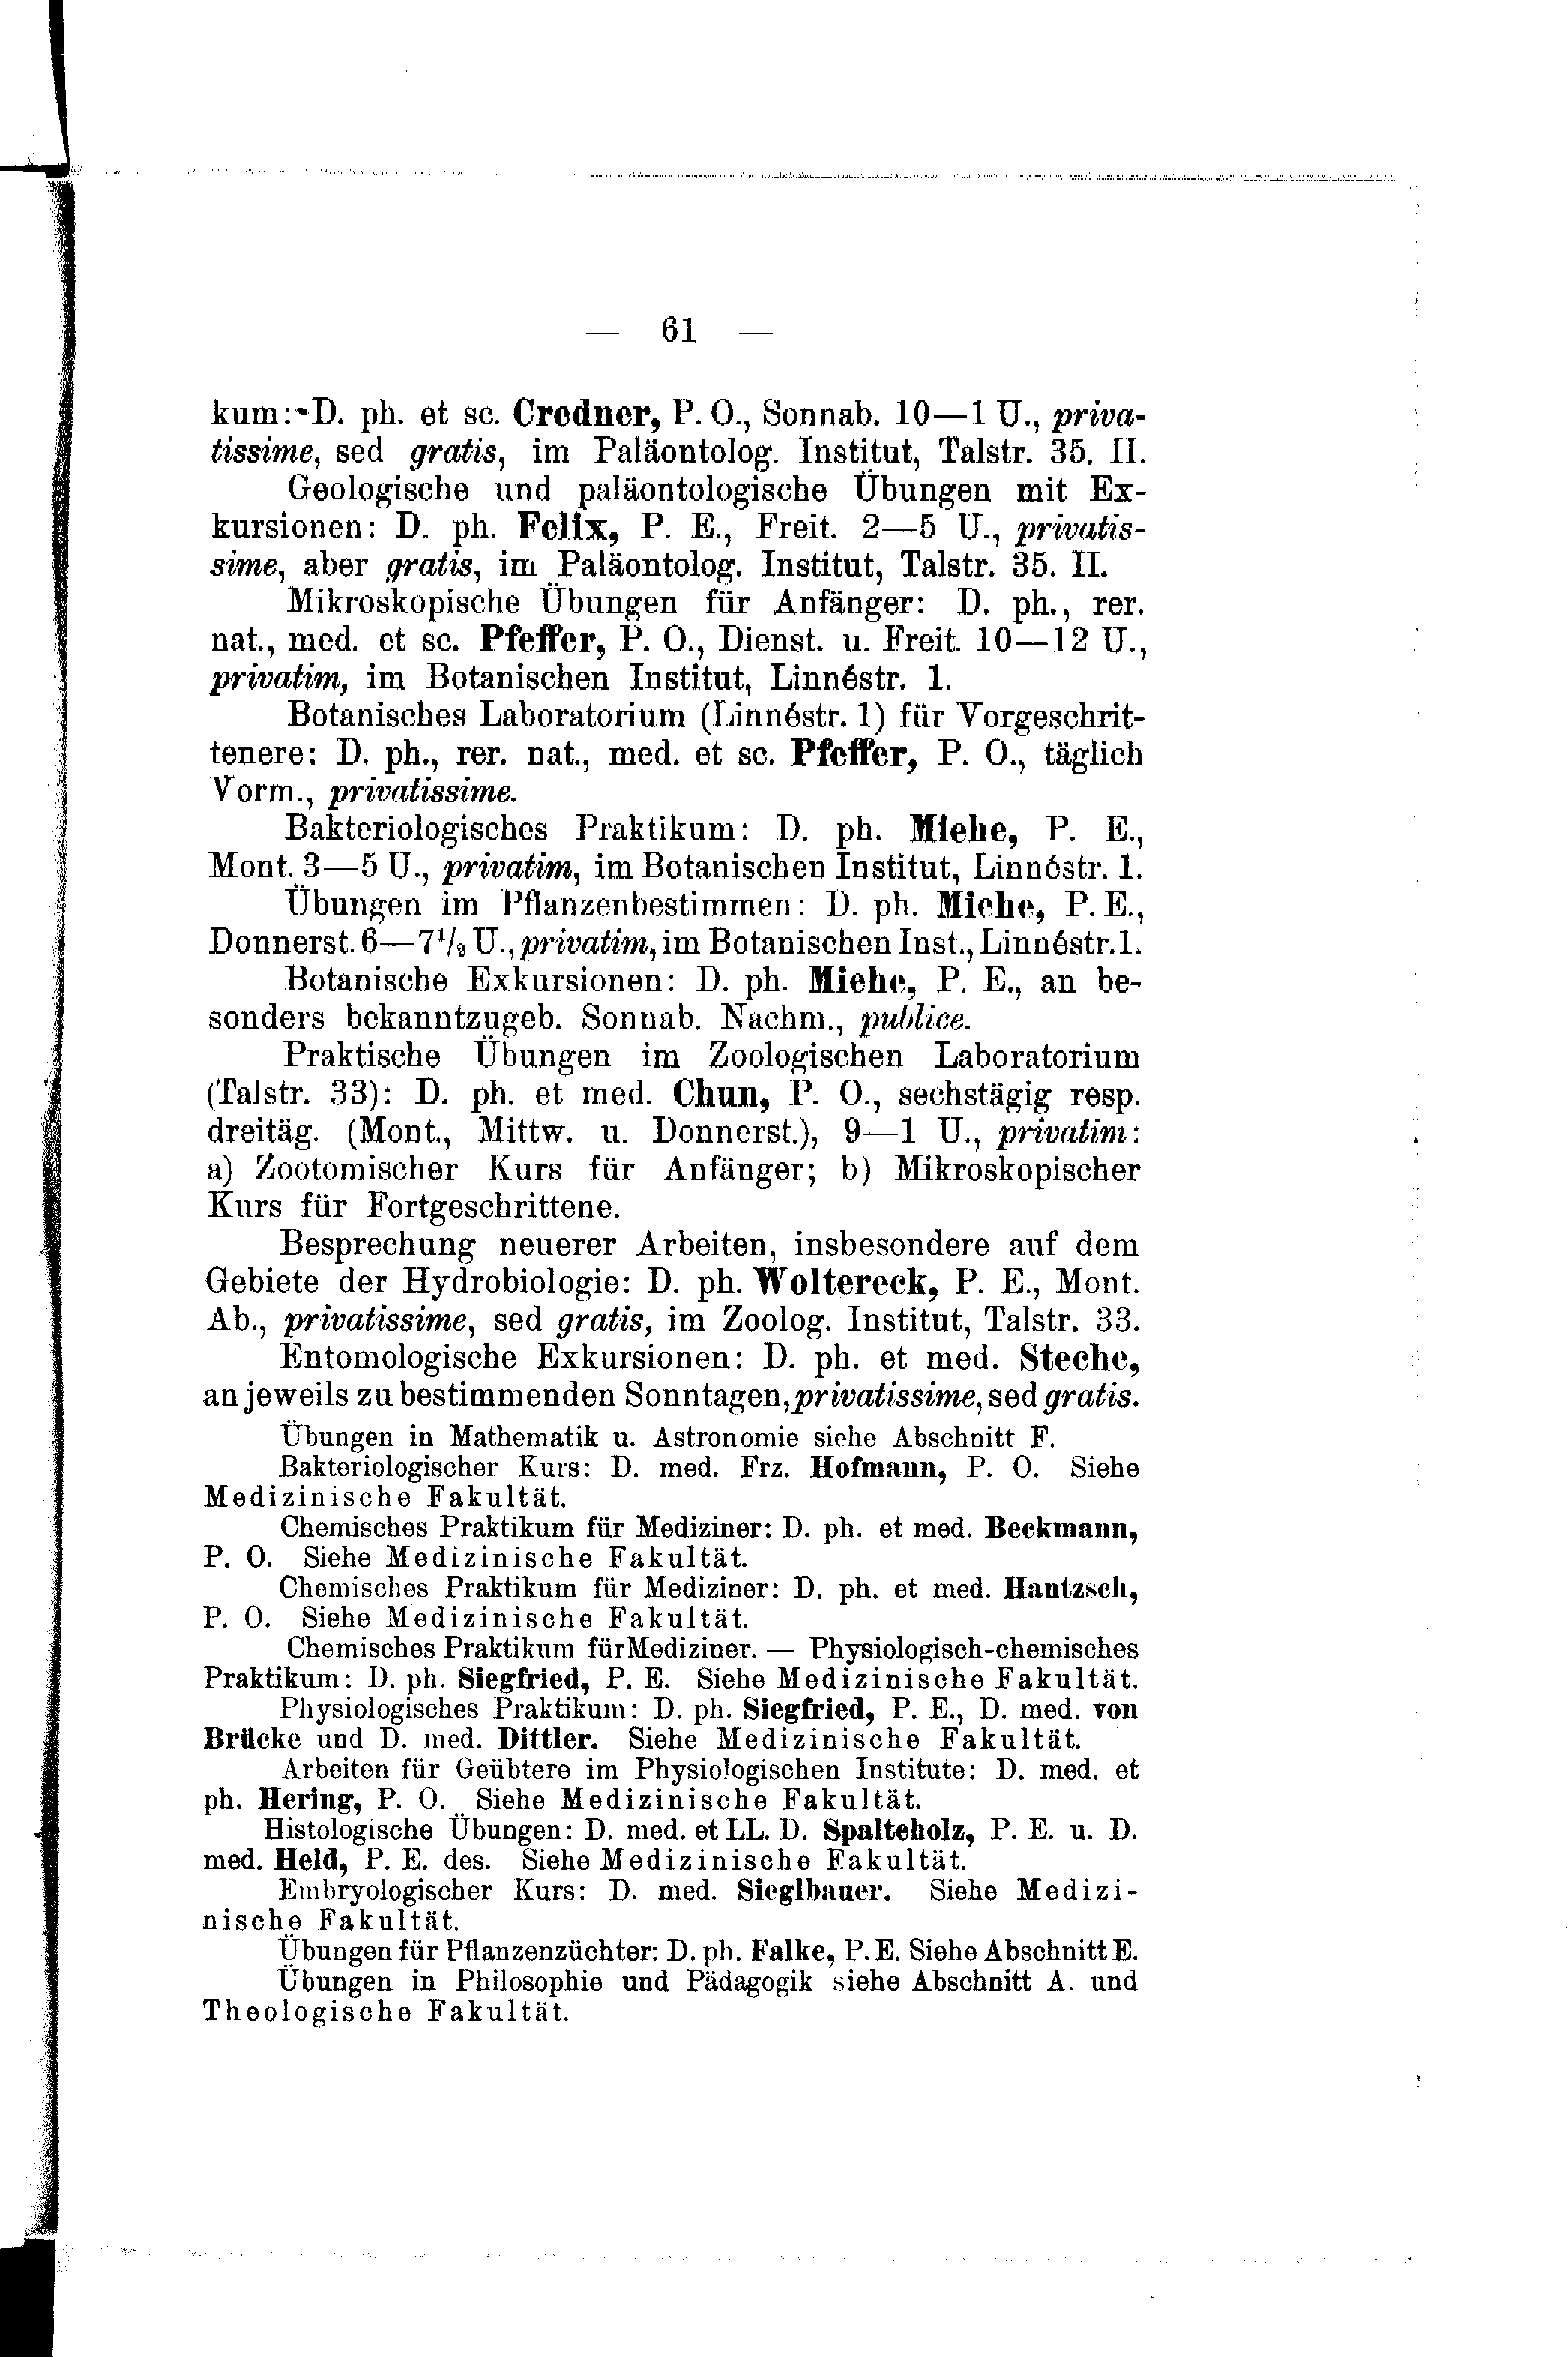 — 61 —
kum: D. ph. et sc. Credner, P. O., Sonnab. 10—1 U., priva-
tissime, sed gratis, im Paläontolog. Institut, Talstr. 35. II.
Geologische und paläontologische Übungen mit Ex-
kursionen: D. ph. Felix, P. E., Freit. 2—5 U., privatis-
sime, aber gratis, im Paläontolog. Institut, Talstr. 35. II.
Mikroskopische Übungen für Anfänger: D. ph., rer.
nat., med. et sc. Pfeffer, P. O., Dienst. u. Freit. 10—12 U.,
privatim, im Botanischen Institut, Linnéstr. 1.
Botanisches Laboratorium (Linnéstr. 1) für Vorgeschrit-
tenere: D. ph., rer. nat., med. et sc. Pfeffer, P. O., täglich
Vorm., privatissime.
Bakteriologisches Praktikum: D. ph. Miehe, P. E.,
Mont. 3—5 U., privatim, im Botanischen Institut, Linnéstr. 1.
Übungen im Pflanzenbestimmen: D. ph. Miehe, P. E.,
Donnerst. 6—7½ U., privatim, im Botanischen Inst., Linnéstr. 1.
Botanische Exkursionen: D. ph. Miehe, P. E., an be-
sonders bekanntzugeb. Sonnab. Nachm., publice.
Praktische Übungen im Zoologischen Laboratorium
(Talstr. 33): D. ph. et med. Chun, P. O., sechstägig resp.
dreitäg. (Mont., Mittw. u. Donnerst.), 9—1 U., privatim:
a) Zootomischer Kurs für Anfänger; b) Mikroskopischer
Kurs für Fortgeschrittene.
Besprechung neuerer Arbeiten, insbesondere auf dem
Gebiete der Hydrobiologie: D. ph. Woltereck, P. E., Mont.
Ab., privatissime, sed gratis, im Zoolog. Institut, Talstr. 33.
Entomologische Exkursionen: D. ph. et med. Steche,
an jeweils zu bestimmenden Sonntagen, privatissime, sed gratis.
Übungen in Mathematik u. Astronomie siehe Abschnitt F.
Bakteriologischer Kurs: D. med. Frz. Hofmann, P. O. Siehe
Medizinische Fakultät.
Chemisches Praktikum für Mediziner: D. ph. et med. Beckmann,
P. O. Siehe Medizinische Fakultät.
Chemisches Praktikum für Mediziner: D. ph. et med. Hantzsch,
P. O. Siehe Medizinische Fakultät.
Chemisches Praktikum für Mediziner. — Physiologisch-chemisches
Praktikum: D. ph. Siegfried, P. E. Siehe Medizinische Fakultät.
Physiologisches Praktikum: D. ph. Siegfried, P. E., D. med. von
Brücke und D. med. Dittler. Siehe Medizinische Fakultät.
Arbeiten für Geübtere im Physiologischen Institute: D. med. et
ph. Hering, P. O. Siehe Medizinische Fakultät.
Histologische Übungen: D. med. et LL. D. Spalteholz, P. E. u. D.
med. Held, P. E. des. Siehe Medizinische Fakultät.
Embryologischer Kurs: D. med. Sieglbauer. Siehe Medizi-
nische Fakultät.
Übungen für Pflanzenzüchter: D. ph. Falke, P. E. Siehe Abschnitt E.
Übungen in Philosophie und Pädagogik siehe Abschnitt A. und
Theologische Fakultät.